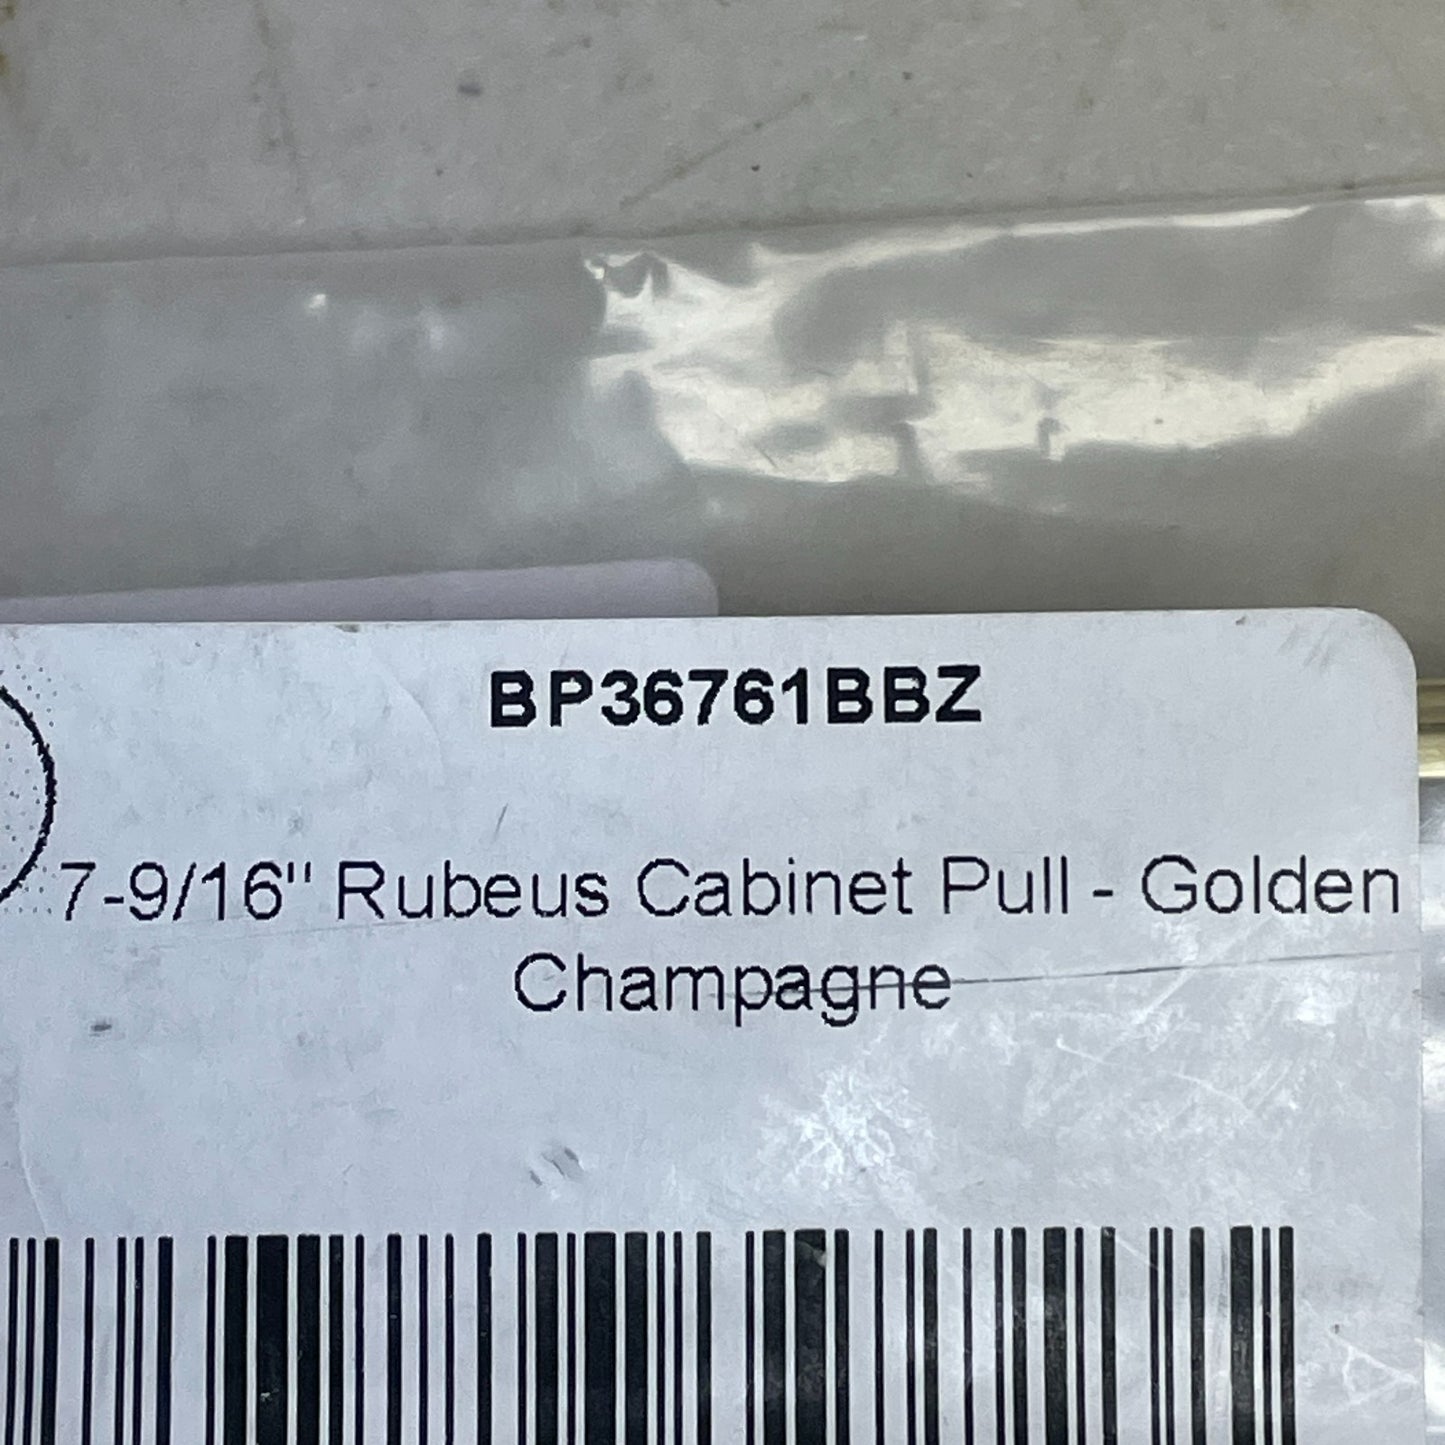 BP36761BBZ
7-9/16" Rubeus Cabinet Pull - Golden
Champagne